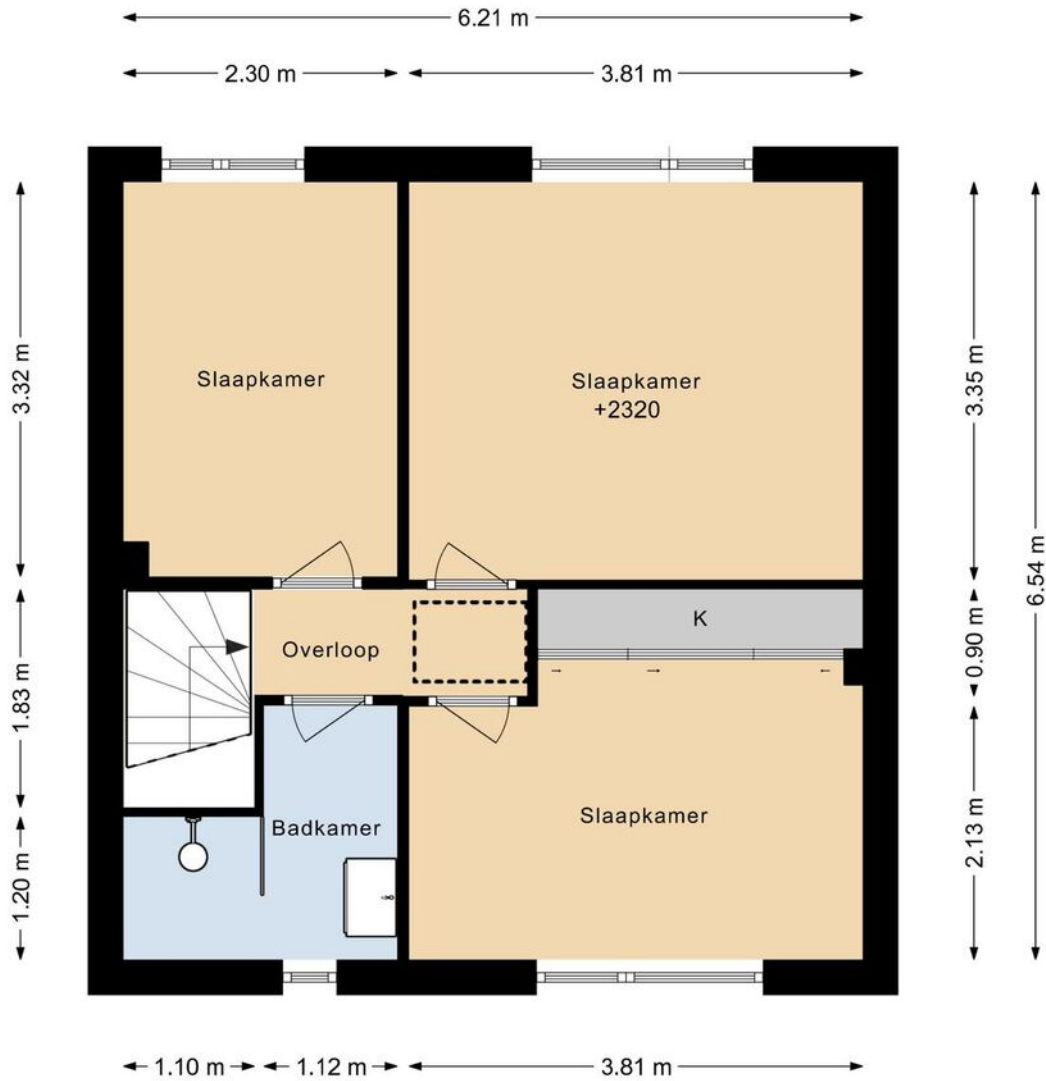 6.21 m
2.30 m
3.81 m
3.32 m
3.35 m
Slaapkamer
Slaapkamer
+2320
6.54 m
K
0.90 m
Overloop
1.83 m
Slaapkamer
Badkamer
2.13 m
1.20 m
1.10 m
1.12 m
3.81 m